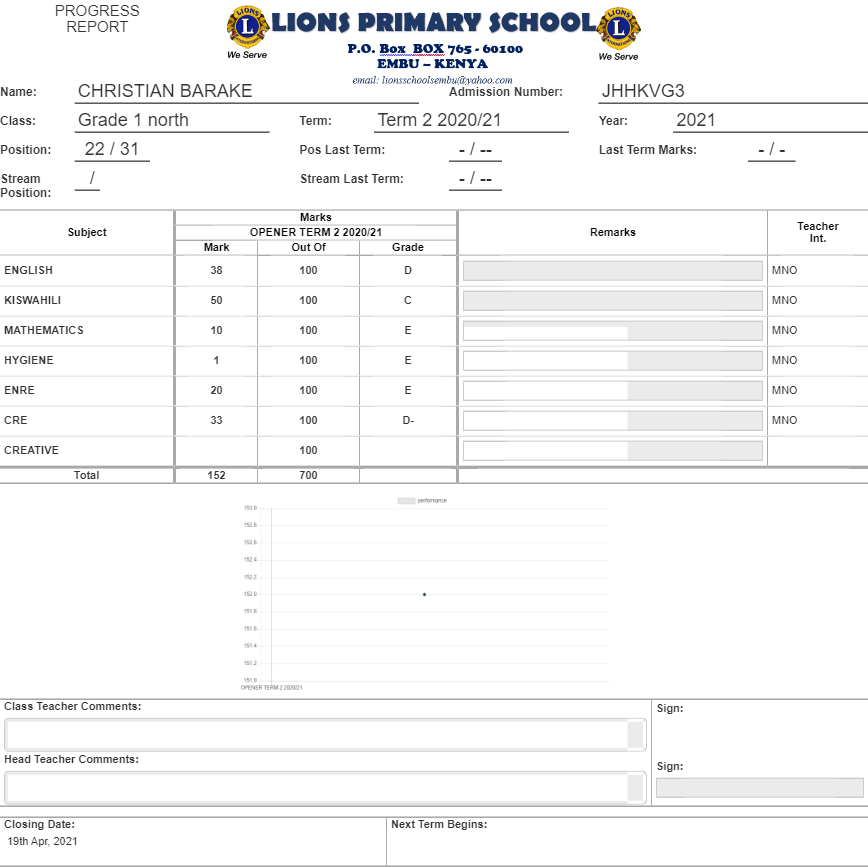 PROGRESS
REPORT
LIONS PRIMARY SCHOOL
We Serve
We Serve
P.O. Box BOX 765 - 60100
EMBU – KENYA
email: lionsschoolsembu@yahoo.com
Name: CHRISTIAN BARAKE Admission Number: JHHKVG3
Class: Grade 1 north Term: Term 2 2020/21 Year: 2021
Position: 22 / 31 Pos Last Term: - / -- Last Term Marks: - / -
Stream Position: / Stream Last Term: - / --
Subject Marks Remarks Teacher Int.
OPENER TERM 2 2020/21
Mark Out Of Grade
ENGLISH 38 100 D MNO
KISWAHILI 50 100 C MNO
MATHEMATICS 10 100 E MNO
HYGIENE 1 100 E MNO
ENRE 20 100 E MNO
CRE 33 100 D- MNO
CREATIVE 100
Total 152 700
performance
153.0
152.8
152.6
152.4
152.2
152.0
151.8
151.6
151.4
151.2
151.0
OPENER TERM 2 2020/21
Class Teacher Comments: Sign:
Head Teacher Comments: Sign:
Closing Date: Next Term Begins:
19th Apr, 2021